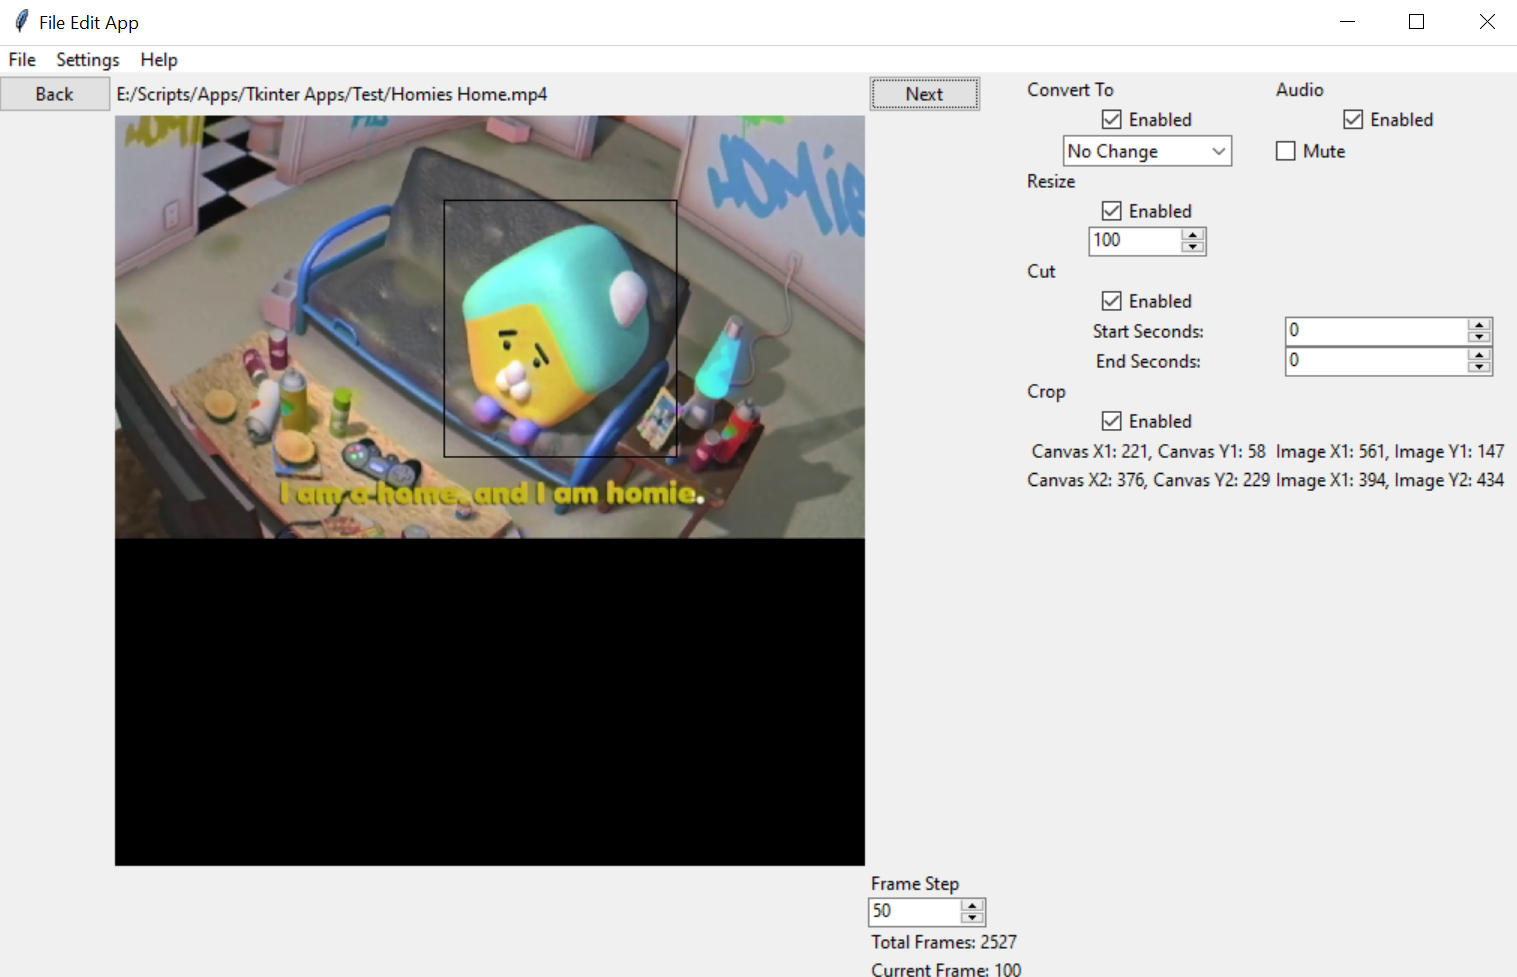 File Edit App
File Settings Help
Back E:/Scripts/Apps/Tkinter Apps/Test/Homies Home.mp4 Next
HOMi
HOMie
I am a home. and I am homie.
Convert To
Enabled
No Change
Audio
Enabled
Mute
Resize
Enabled
100
Cut
Enabled
Start Seconds: 0
End Seconds: 0
Crop
Enabled
Canvas X1: 221, Canvas Y1: 58 Image X1: 561, Image Y1: 147
Canvas X2: 376, Canvas Y2: 229 Image X1: 394, Image Y2: 434
Frame Step
50
Total Frames: 2527
Current Frame: 100